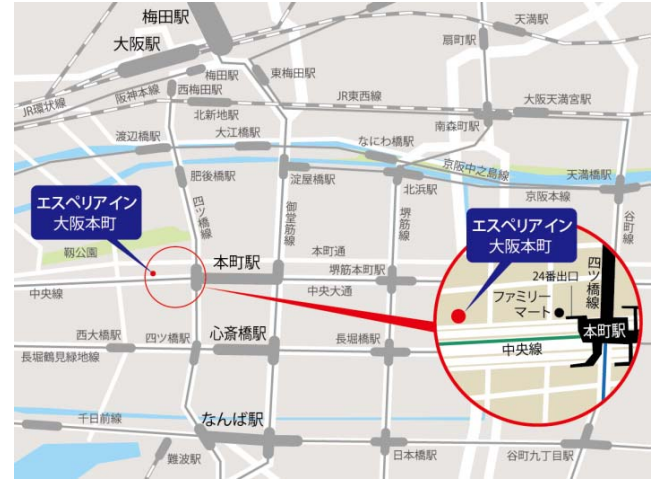 梅田駅
大阪駅
天満駅
扇町駅
梅田駅
東梅田駅
阪神本線
西梅田駅
JR環状線
北新地駅
JR東西線
大阪天満宮駅
南森町駅
渡辺橋駅
大江橋駅
なにわ橋駅
京阪中之島線
天満橋駅
肥後橋駅
淀屋橋駅
北浜駅
京阪本線
エスペリアイン
大阪本町
四ツ橋線
御堂筋線
堺筋線
谷町線
靱公園
本町通
本町駅
堺筋本町駅
中央線
中央大通
エスペリアイン
大阪本町
24番出口
四ツ橋線
ファミリー
マート
本町駅
中央線
西大橋駅
四ツ橋駅
心斎橋駅
長堀橋駅
長堀鶴見緑地線
千日前線
なんば駅
難波駅
日本橋駅
谷町九丁目駅